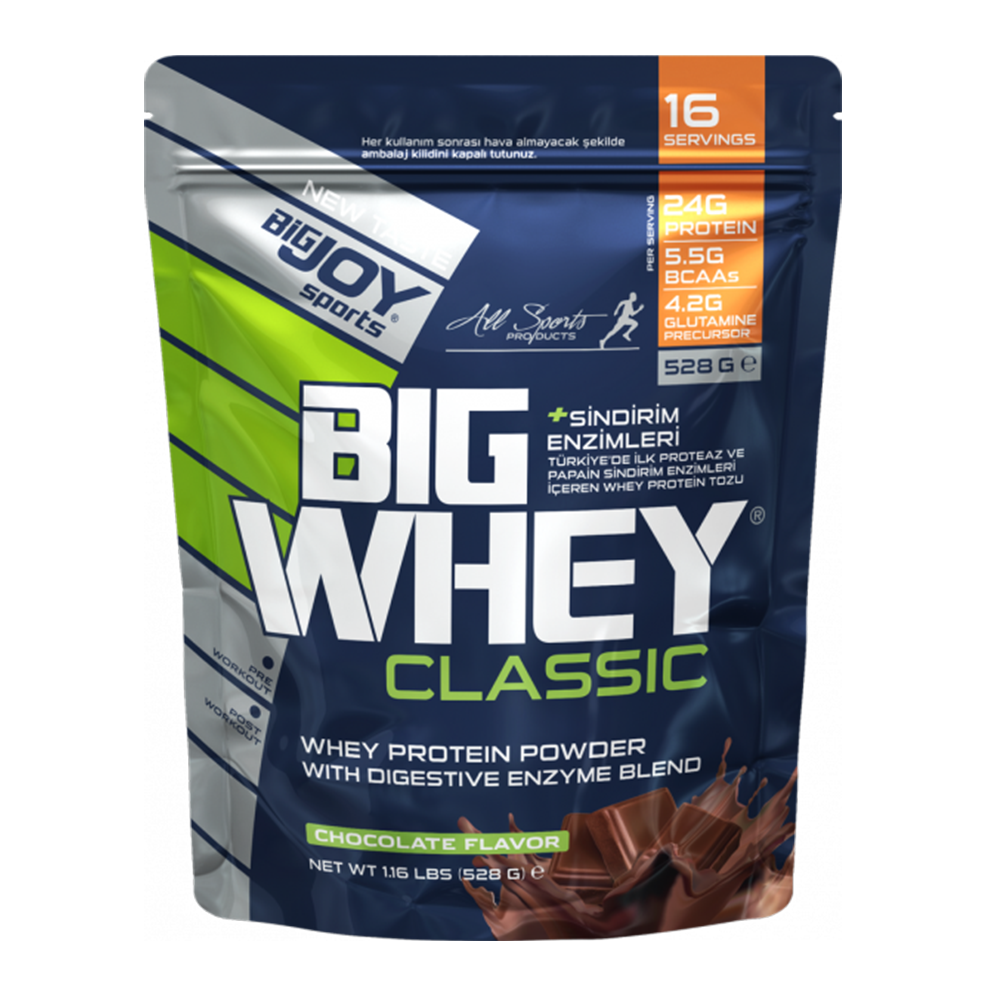 Her kullanım sonrası hava almayacak şekilde
ambalaj kilidini kapalı tutunuz.
16
SERVINGS
PER SERVING
24G
PROTEIN
5.5G
BCAAs
4.2G
GLUTAMINE
PRECURSOR
528 G ℮
NEW TASTE
BiGJOY®
sports
All Sports
PRODUCTS
BIG
WHEY®
CLASSIC
+SİNDİRİM
ENZİMLERİ
TÜRKİYE'DE İLK PROTEAZ VE
PAPAIN SİNDİRİM ENZİMLERİ
İÇEREN WHEY PROTEIN TOZU
PRE
WORKOUT
POST
WORKOUT
WHEY PROTEIN POWDER
WITH DIGESTIVE ENZYME BLEND
CHOCOLATE FLAVOR
NET WT 1.16 LBS (528 G) ℮